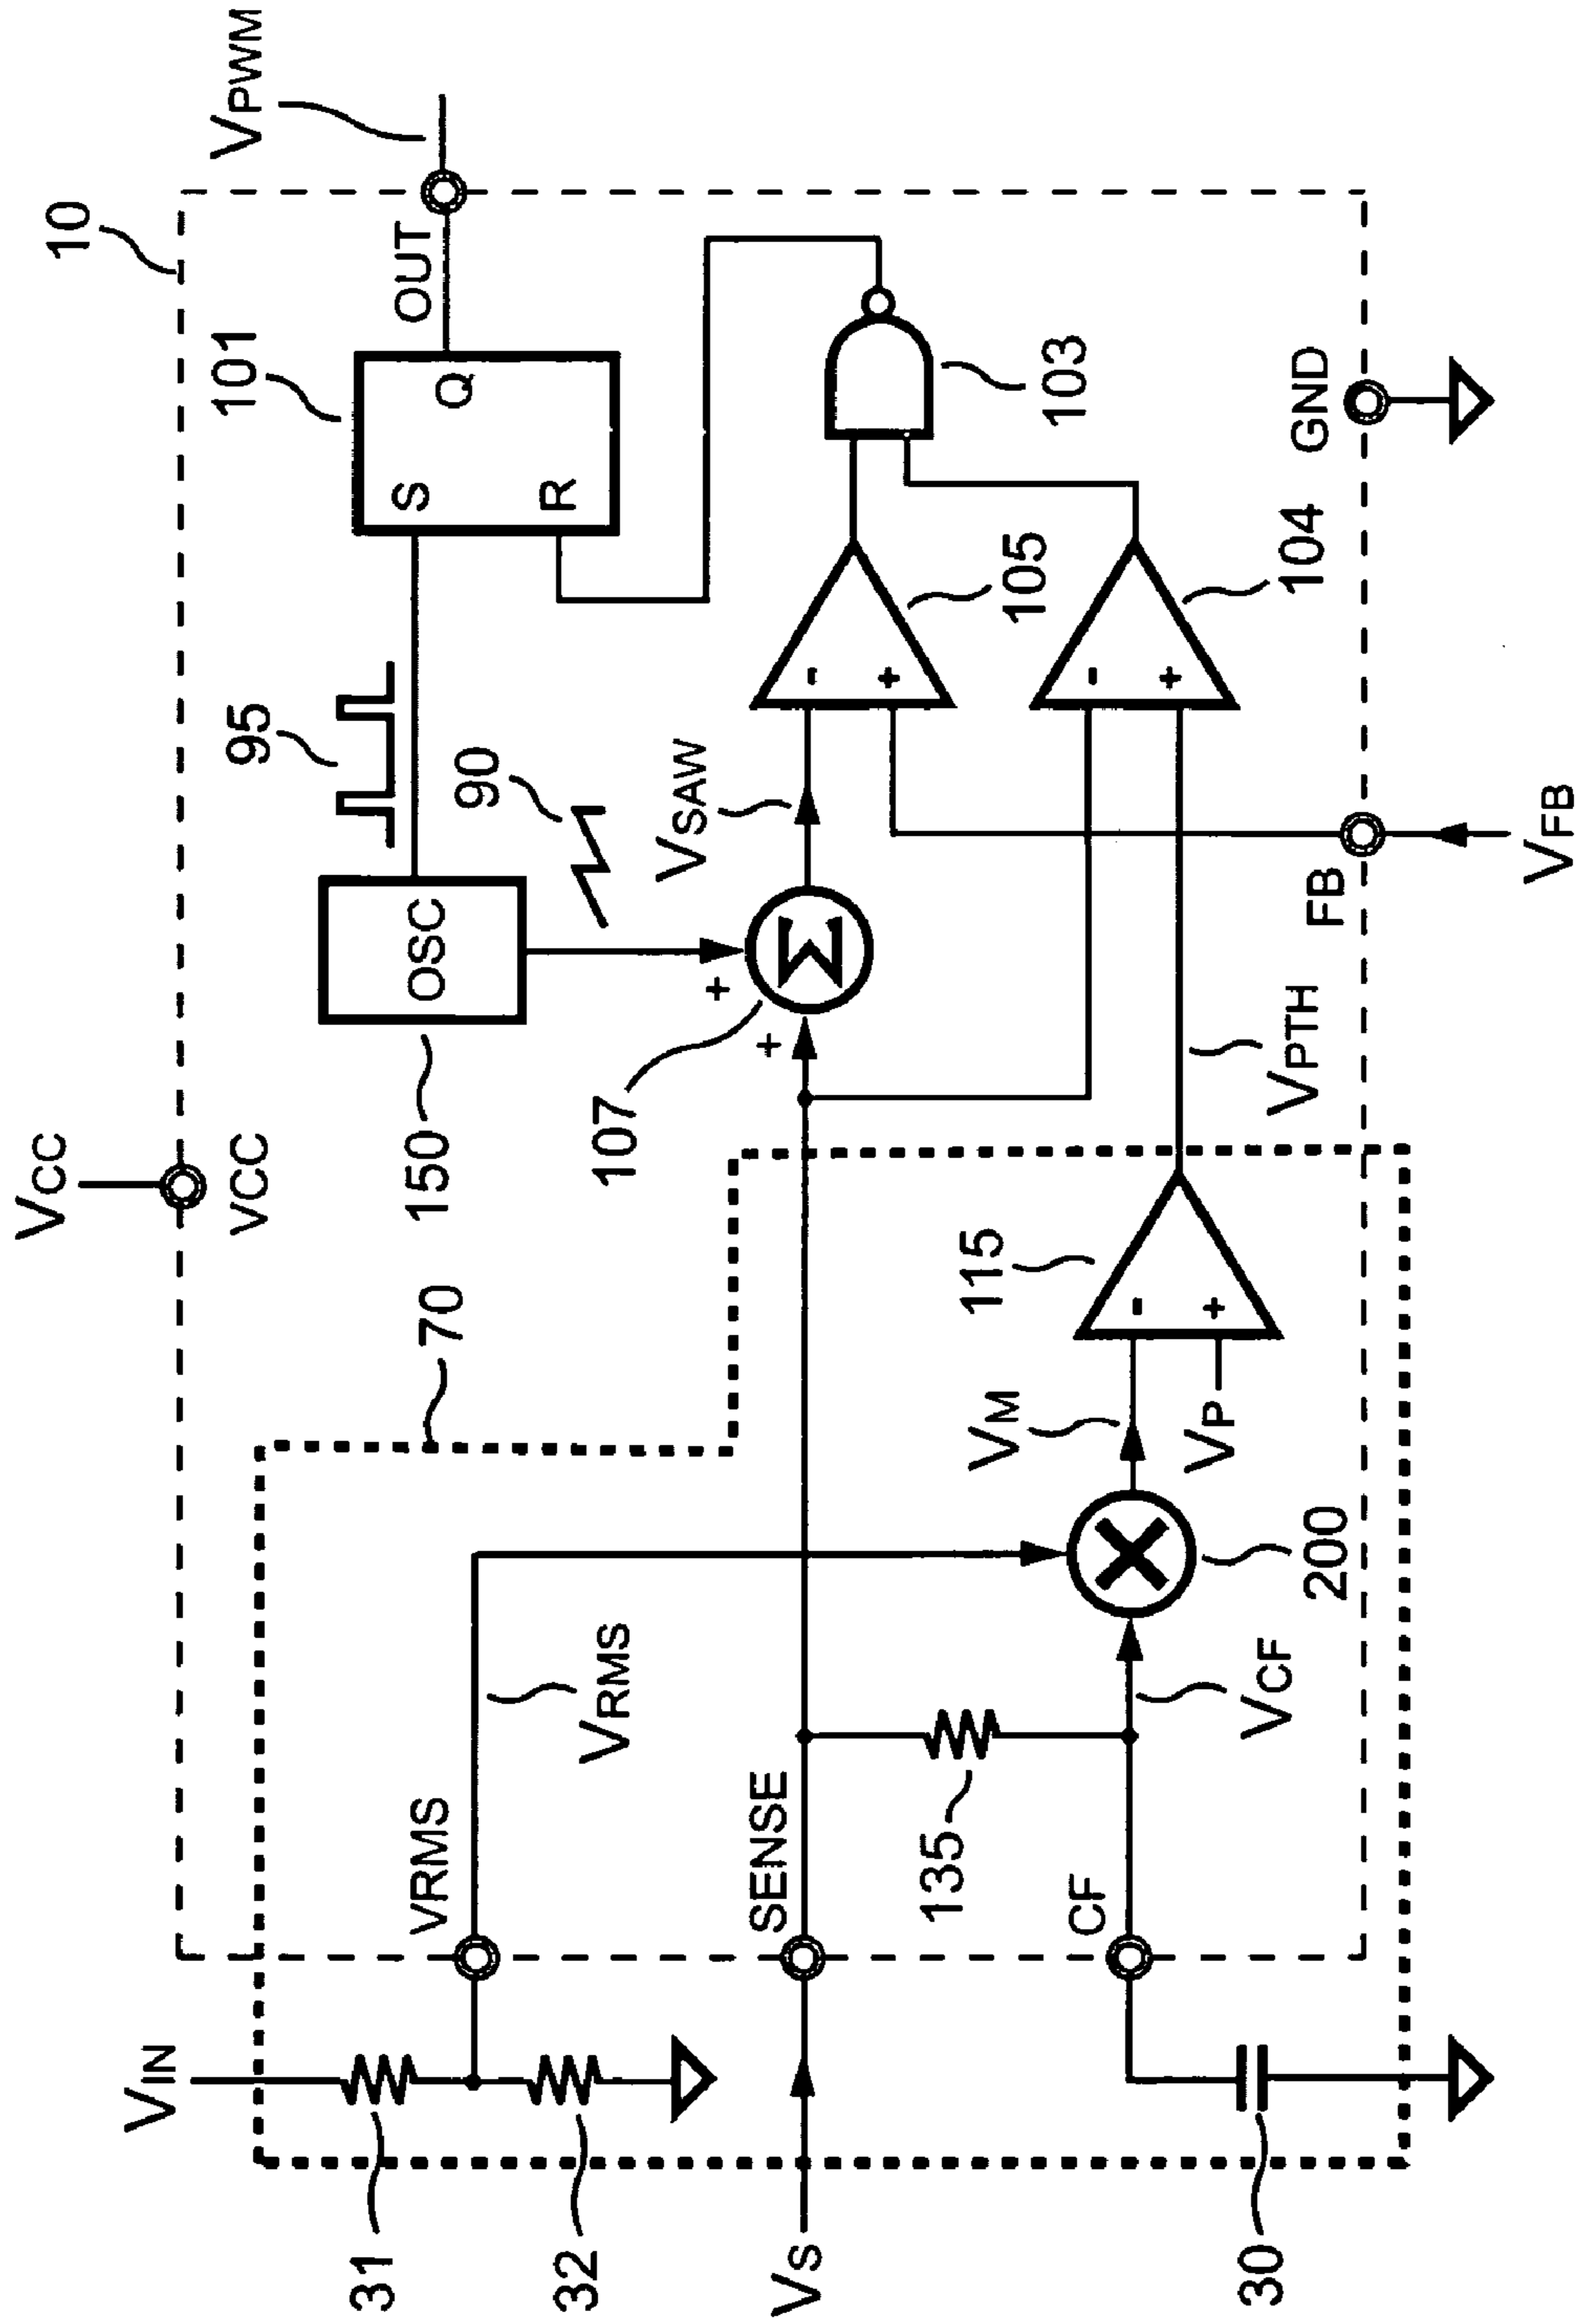 VCC
VCC
10
VIN
70
150
OSC
95
101
S
Q
R
OUT
VPWM
31
VRMS
VRMS
90
32
107
+
+
Σ
VSAW
VS
SENSE
-
+
105
103
135
VM
115
-
+
VP
-
+
104
CF
VCF
200
VPTH
30
FB
VFB
GND